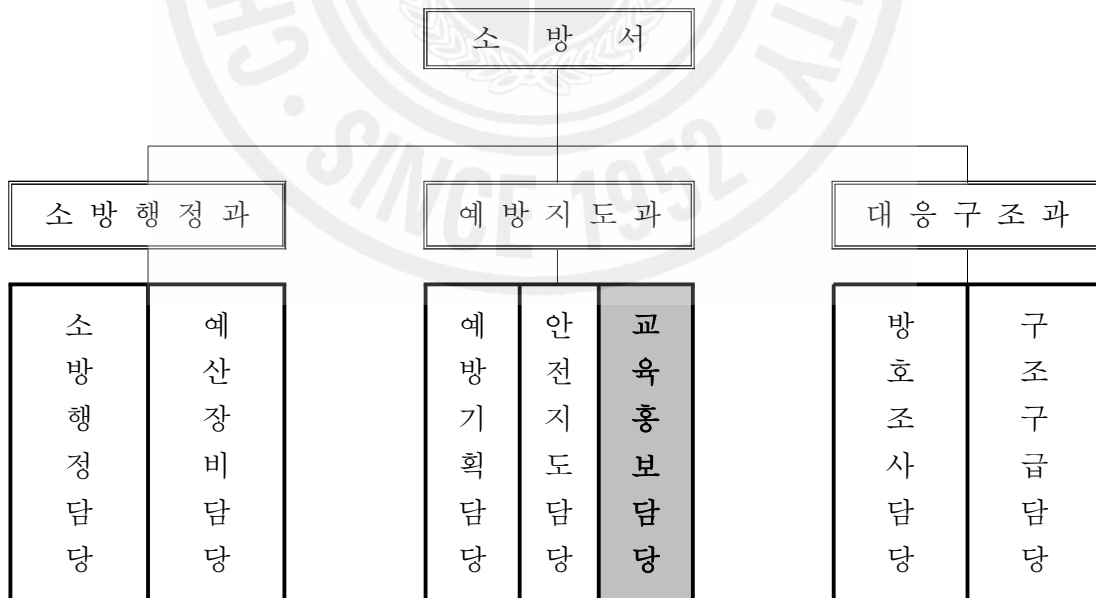 소 방 서
소 방 행 정 과
예 방 지 도 과
대 응 구 조 과
소방행정담당
예산장비담당
예방기획담당
안전지도담당
교육홍보담당
방호조사담당
구조구급담당
SINCE 1952